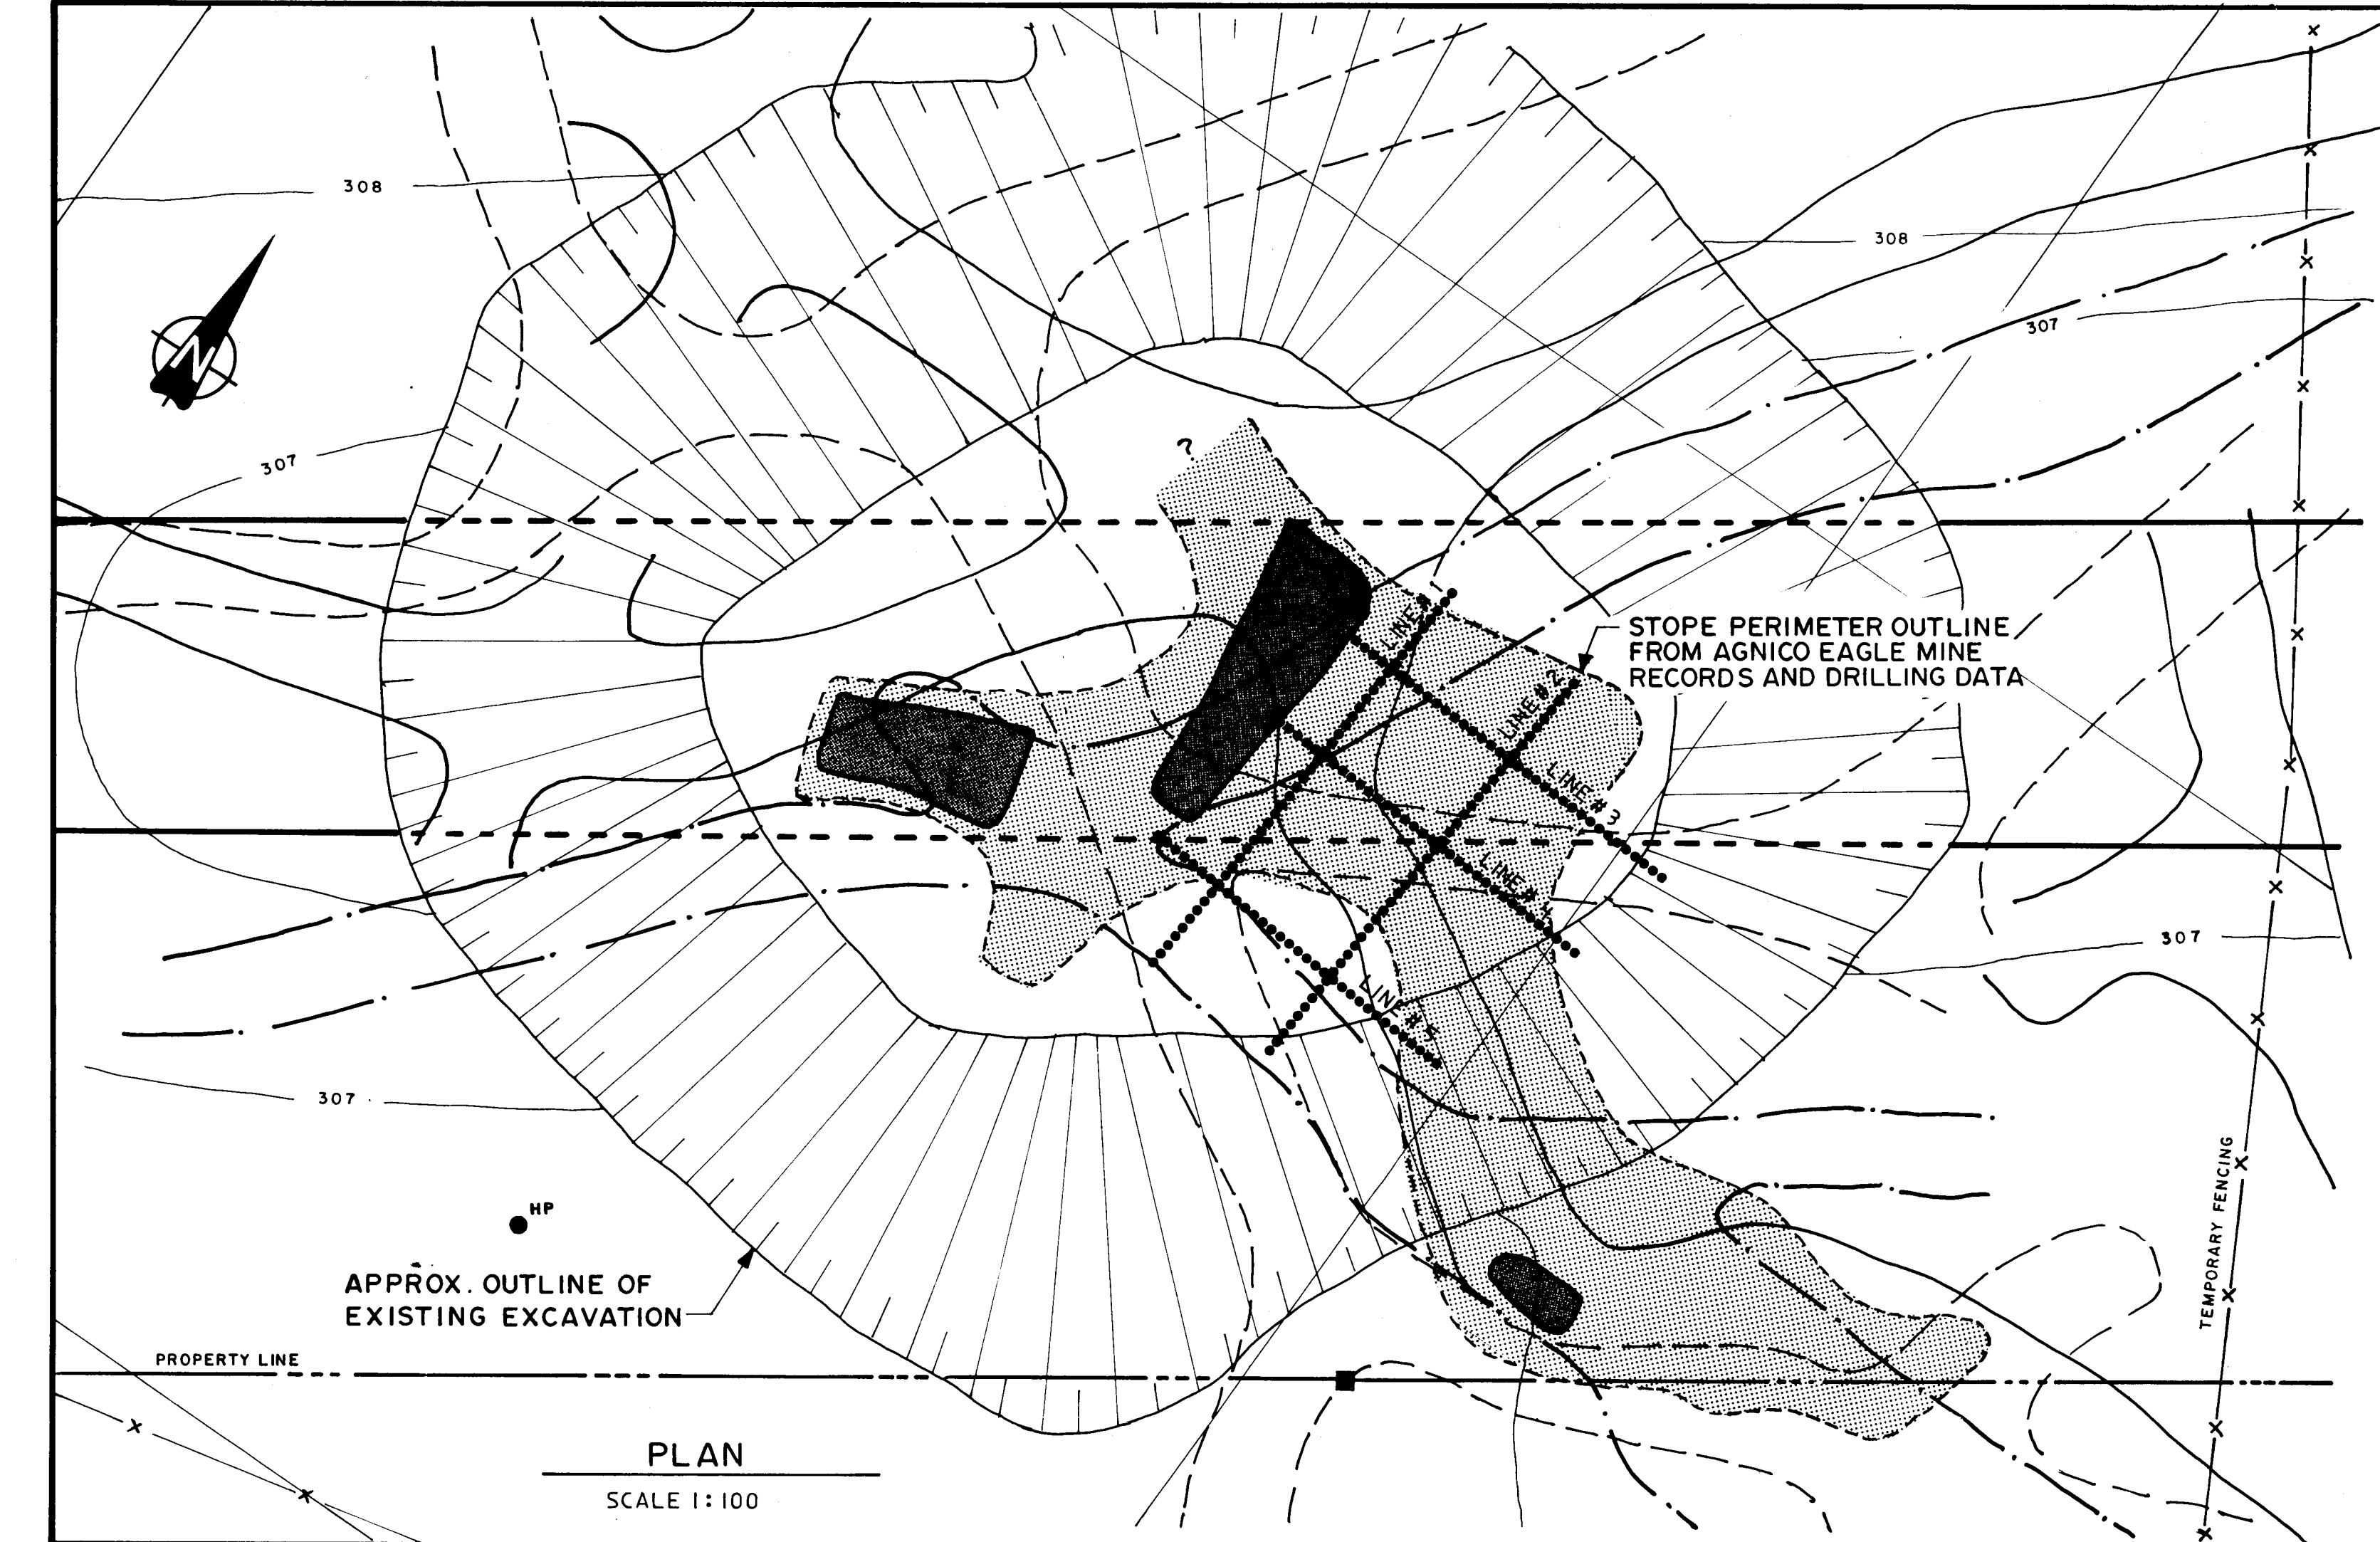 308
308
N
307
307
?
LINE # 1
STOPE PERIMETER OUTLINE
FROM AGNICO EAGLE MINE
RECORDS AND DRILLING DATA
LINE # 2
LINE # 3
LINE # 4
LINE # 5
307
307
HP
APPROX. OUTLINE OF
EXISTING EXCAVATION
TEMPORARY FENCING
PROPERTY LINE
PLAN
SCALE 1:100